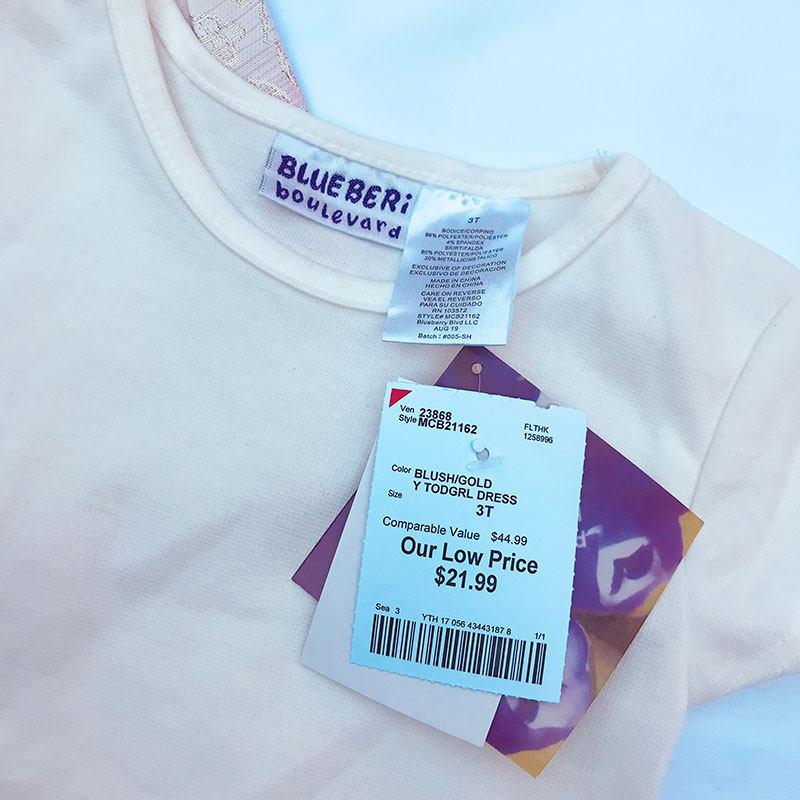 BLUEBERi
boulevard
3T
BODICE/CORPINO
96% POLYESTER/POLIESTER
4% SPANDEX
SKIRT/FALDA
80% POLYESTER/POLIESTER
20% METALLIC/METALICO
EXCLUSIVE OF DECORATION
EXCLUSIVO DE DECORACION
MADE IN CHINA
HECHO EN CHINA
CARE ON REVERSE
VEA EL REVERSO
PARA SU CUIDADO
RN 103572
STYLE# MCB21162
Blueberry Blvd LLC
AUG 19
Batch : #005-SH
Ven 23868
Style MCB21162
FLTHK
1258996
Color BLUSH/GOLD
Y TODGRL DRESS
Size 3T
Comparable Value $44.99
Our Low Price
$21.99
Sea 3 YTH 17 056 43443187 8 1/1